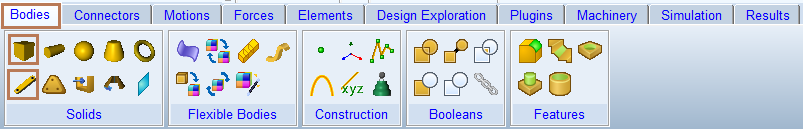 Bodies Connectors Motions Forces Elements Design Exploration Plugins Machinery Simulation Results
xyz
Solids Flexible Bodies Construction Booleans Features